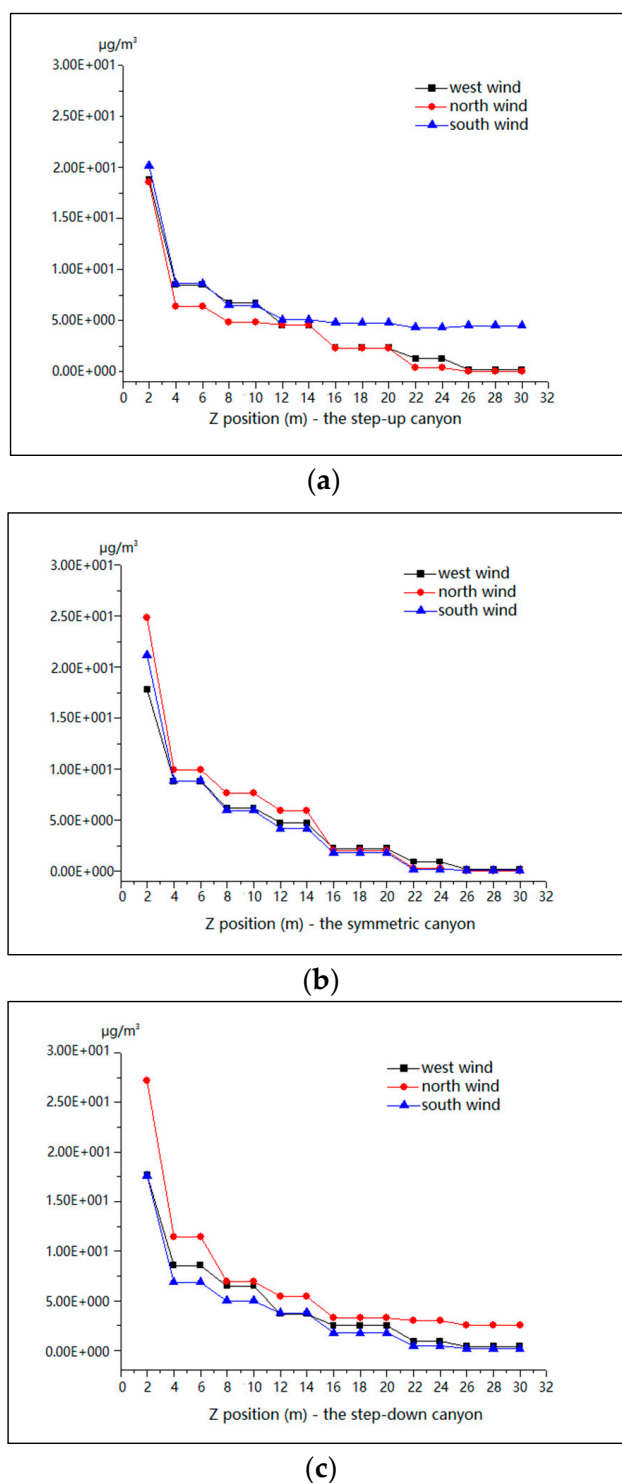 µg/m³
3.00E+001
2.50E+001
2.00E+001
1.50E+001
1.00E+001
5.00E+000
0.00E+000
west wind
north wind
south wind
0 2 4 6 8 10 12 14 16 18 20 22 24 26 28 30 32
Z position (m) - the step-up canyon
(a)
µg/m³
3.00E+001
2.50E+001
2.00E+001
1.50E+001
1.00E+001
5.00E+000
0.00E+000
west wind
north wind
south wind
0 2 4 6 8 10 12 14 16 18 20 22 24 26 28 30 32
Z position (m) - the symmetric canyon
(b)
µg/m³
3.00E+001
2.50E+001
2.00E+001
1.50E+001
1.00E+001
5.00E+000
0.00E+000
west wind
north wind
south wind
0 2 4 6 8 10 12 14 16 18 20 22 24 26 28 30 32
Z position (m) - the step-down canyon
(c)